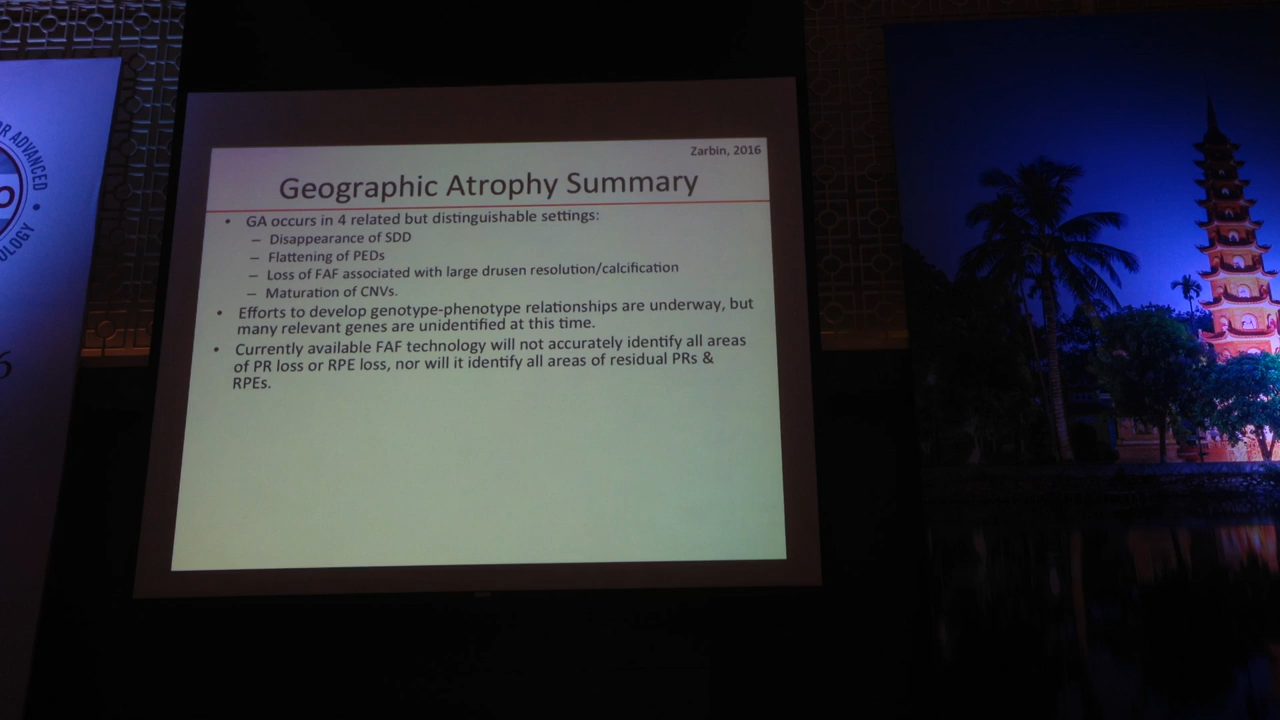 OR ADVANCED
OLOGY •
Zarbin, 2016
Geographic Atrophy Summary
• GA occurs in 4 related but distinguishable settings:
– Disappearance of SDD
– Flattening of PEDs
– Loss of FAF associated with large drusen resolution/calcification
– Maturation of CNVs.
• Efforts to develop genotype-phenotype relationships are underway, but
many relevant genes are unidentified at this time.
• Currently available FAF technology will not accurately identify all areas
of PR loss or RPE loss, nor will it identify all areas of residual PRs &
RPEs.